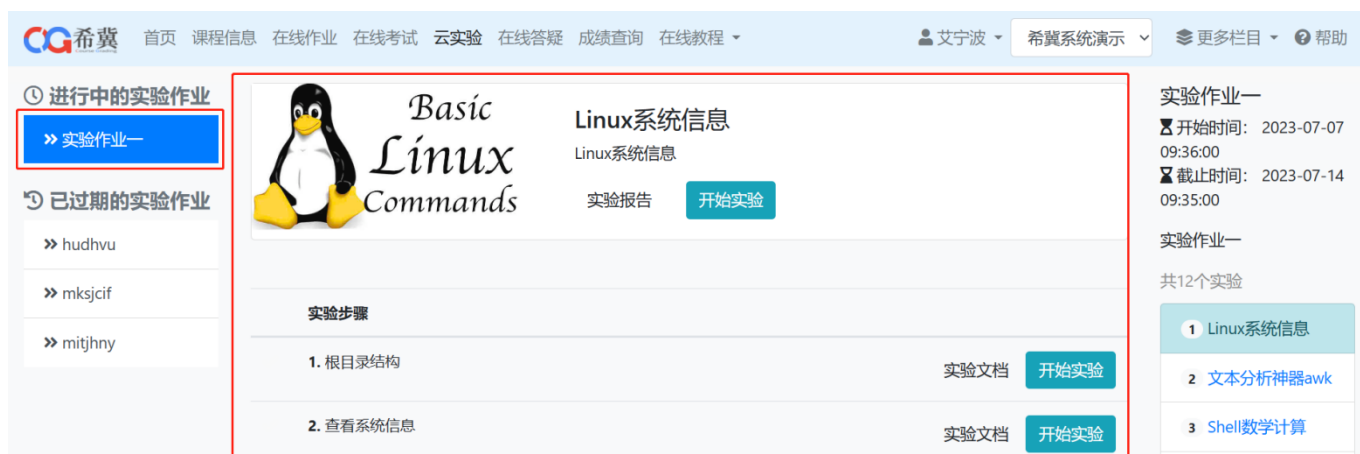 CG希冀 首页 课程信息 在线作业 在线考试 云实验 在线答疑 成绩查询 在线教程 艾宁波 希冀系统演示 更多栏目 帮助
进行中的实验作业
实验作业一
已过期的实验作业
hudhvu
mksjcif
mitjhny
Basic
Linux
Commands
Linux系统信息
Linux系统信息
实验报告 开始实验
实验步骤
1. 根目录结构 实验文档 开始实验
2. 查看系统信息 实验文档 开始实验
实验作业一
开始时间: 2023-07-07
09:36:00
截止时间: 2023-07-14
09:35:00
实验作业一
共12个实验
1 Linux系统信息
2 文本分析神器awk
3 Shell数学计算